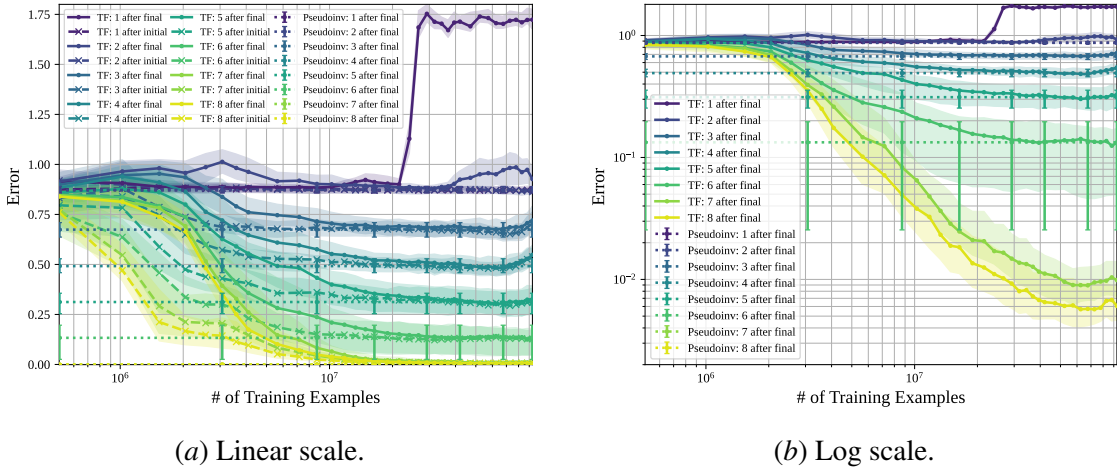 TF: 1 after final
TF: 1 after initial
TF: 2 after final
TF: 2 after initial
TF: 3 after final
TF: 3 after initial
TF: 4 after final
TF: 4 after initial
TF: 5 after final
TF: 5 after initial
TF: 6 after final
TF: 6 after initial
TF: 7 after final
TF: 7 after initial
TF: 8 after final
TF: 8 after initial
Pseudoinv: 1 after final
Pseudoinv: 2 after final
Pseudoinv: 3 after final
Pseudoinv: 4 after final
Pseudoinv: 5 after final
Pseudoinv: 6 after final
Pseudoinv: 7 after final
Pseudoinv: 8 after final
1.75
1.50
1.25
1.00
0.75
0.50
0.25
0.00
Error
10⁶
10⁷
# of Training Examples
(a) Linear scale.
10⁰
10⁻¹
10⁻²
Error
TF: 1 after final
TF: 2 after final
TF: 3 after final
TF: 4 after final
TF: 5 after final
TF: 6 after final
TF: 7 after final
TF: 8 after final
Pseudoinv: 1 after final
Pseudoinv: 2 after final
Pseudoinv: 3 after final
Pseudoinv: 4 after final
Pseudoinv: 5 after final
Pseudoinv: 6 after final
Pseudoinv: 7 after final
Pseudoinv: 8 after final
10⁶
10⁷
# of Training Examples
(b) Log scale.